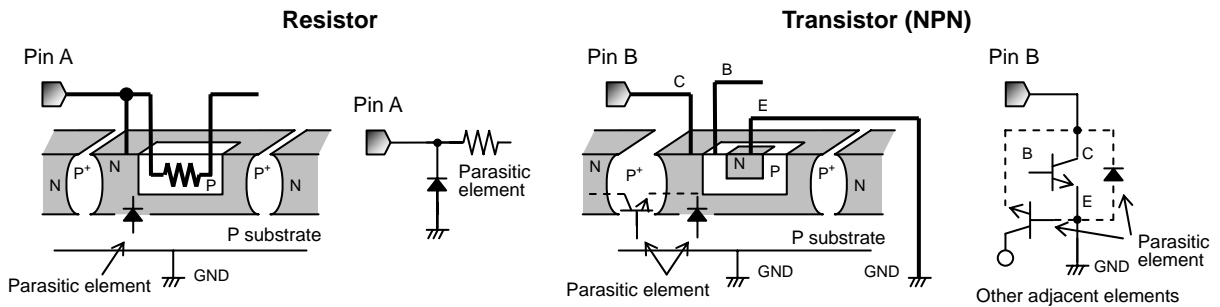 Resistor
Transistor (NPN)
Pin A
Pin A
Pin B
Pin B
C
B
E
N
P+
N
P
P+
N
Parasitic
element
N
P+
N
N
P
P+
N
B
C
E
P substrate
GND
Parasitic element
P substrate
GND
GND
Parasitic element
Parasitic
element
GND
Other adjacent elements